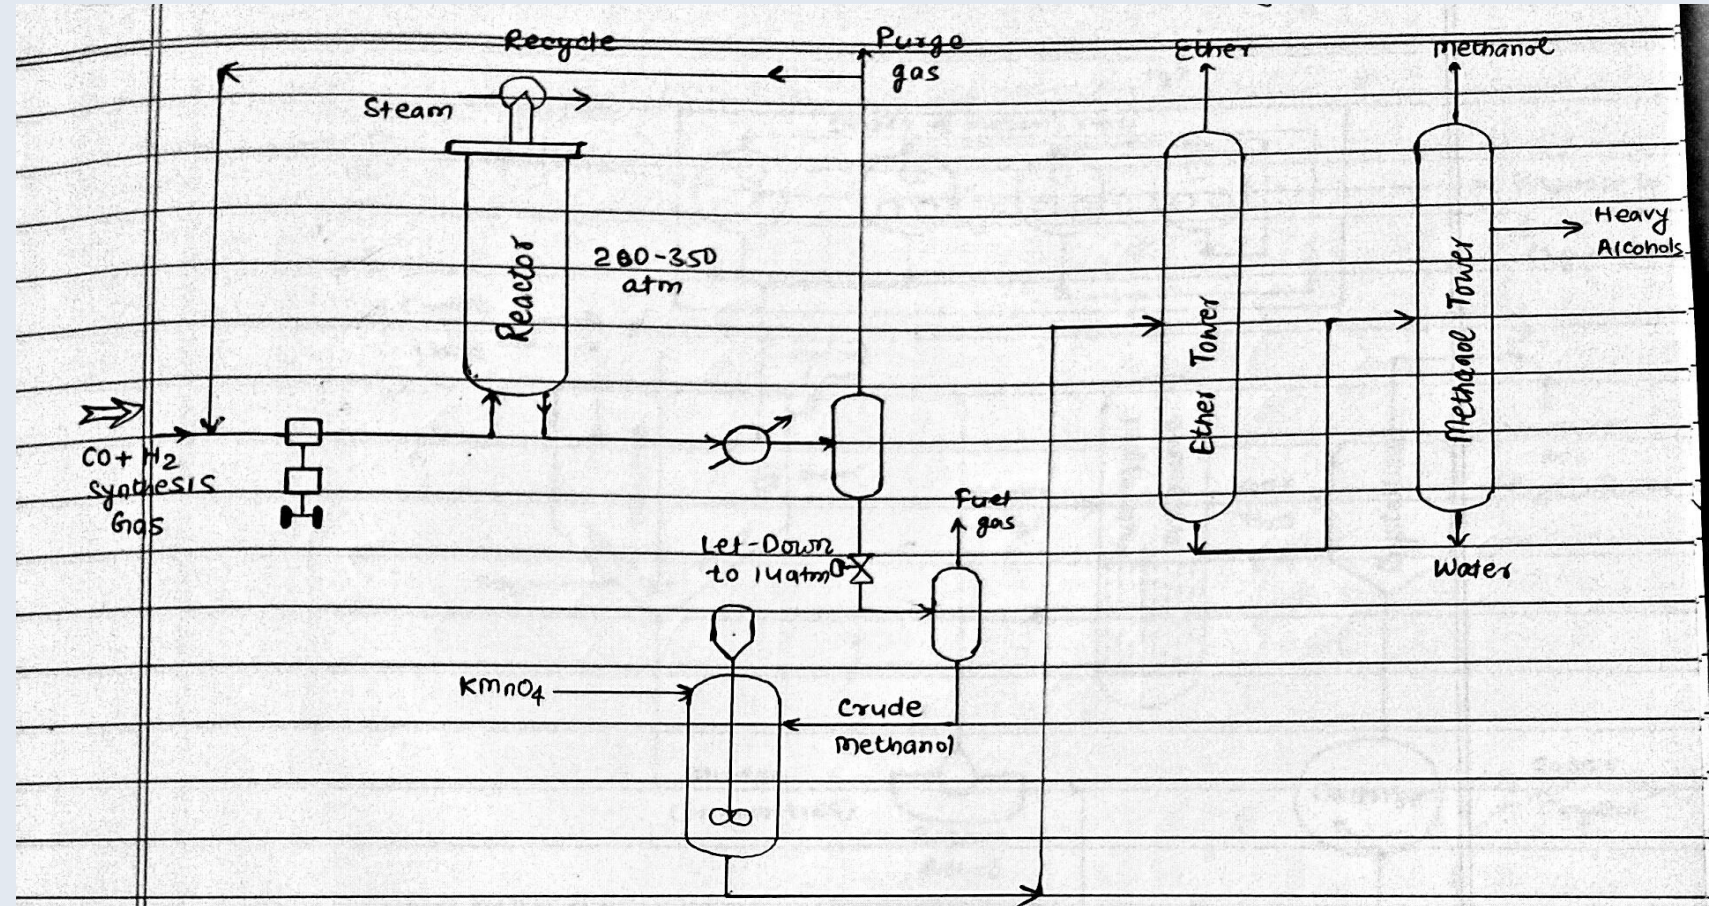 Recycle
Purge
gas
Ether
Methanol
Steam
Reactor
200-350
atm
Heavy
Alcohols
Ether Tower
Methanol Tower
CO+H2
Synthesis
Gas
Let-Down
to 14atm
Fuel
gas
Water
KMnO4
Crude
Methanol